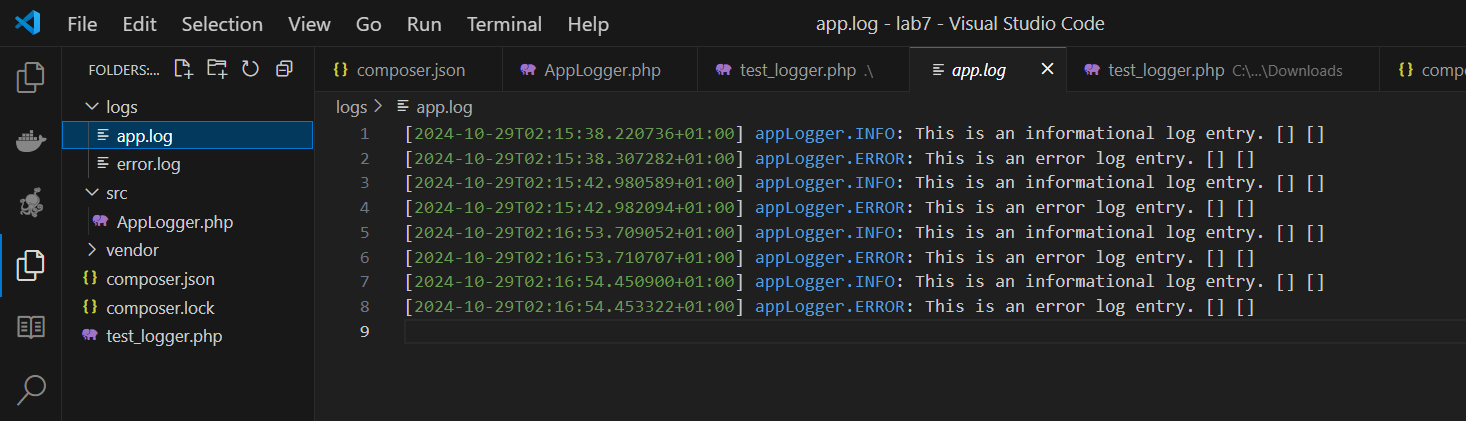 File Edit Selection View Go Run Terminal Help app.log - lab7 - Visual Studio Code
FOLDERS:...
composer.json AppLogger.php test_logger.php .\ app.log test_logger.php C:\...\Downloads comp
logs
app.log
error.log
src
AppLogger.php
vendor
composer.json
composer.lock
test_logger.php
logs > app.log
1 [2024-10-29T02:15:38.220736+01:00] appLogger.INFO: This is an informational log entry. [] []
2 [2024-10-29T02:15:38.307282+01:00] appLogger.ERROR: This is an error log entry. [] []
3 [2024-10-29T02:15:42.980589+01:00] appLogger.INFO: This is an informational log entry. [] []
4 [2024-10-29T02:15:42.982094+01:00] appLogger.ERROR: This is an error log entry. [] []
5 [2024-10-29T02:16:53.709052+01:00] appLogger.INFO: This is an informational log entry. [] []
6 [2024-10-29T02:16:53.710707+01:00] appLogger.ERROR: This is an error log entry. [] []
7 [2024-10-29T02:16:54.450900+01:00] appLogger.INFO: This is an informational log entry. [] []
8 [2024-10-29T02:16:54.453322+01:00] appLogger.ERROR: This is an error log entry. [] []
9